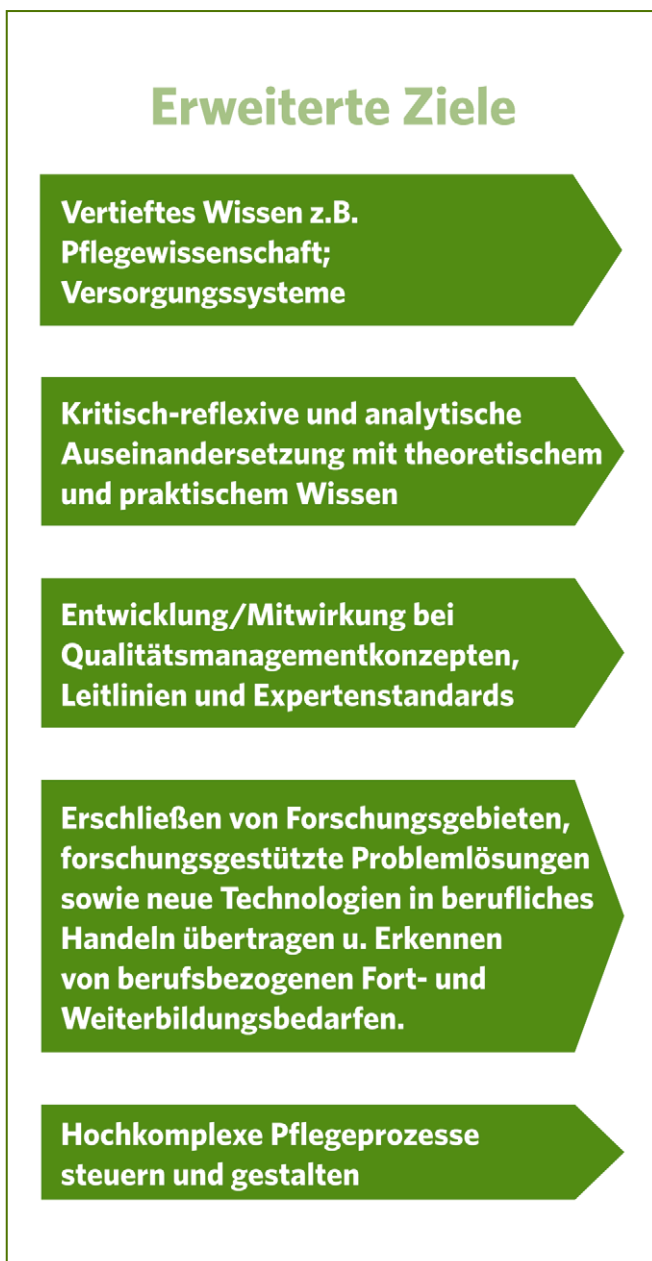 Erweiterte Ziele
Vertieftes Wissen z.B.
Pflegewissenschaft;
Versorgungssysteme
Kritisch-reflexive und analytische
Auseinandersetzung mit theoretischem
und praktischem Wissen
Entwicklung/Mitwirkung bei
Qualitätsmanagementkonzepten,
Leitlinien und Expertenstandards
Erschließen von Forschungsgebieten,
forschungsgestützte Problemlösungen
sowie neue Technologien in berufliches
Handeln übertragen u. Erkennen
von berufsbezogenen Fort- und
Weiterbildungsbedarfen.
Hochkomplexe Pflegeprozesse
steuern und gestalten